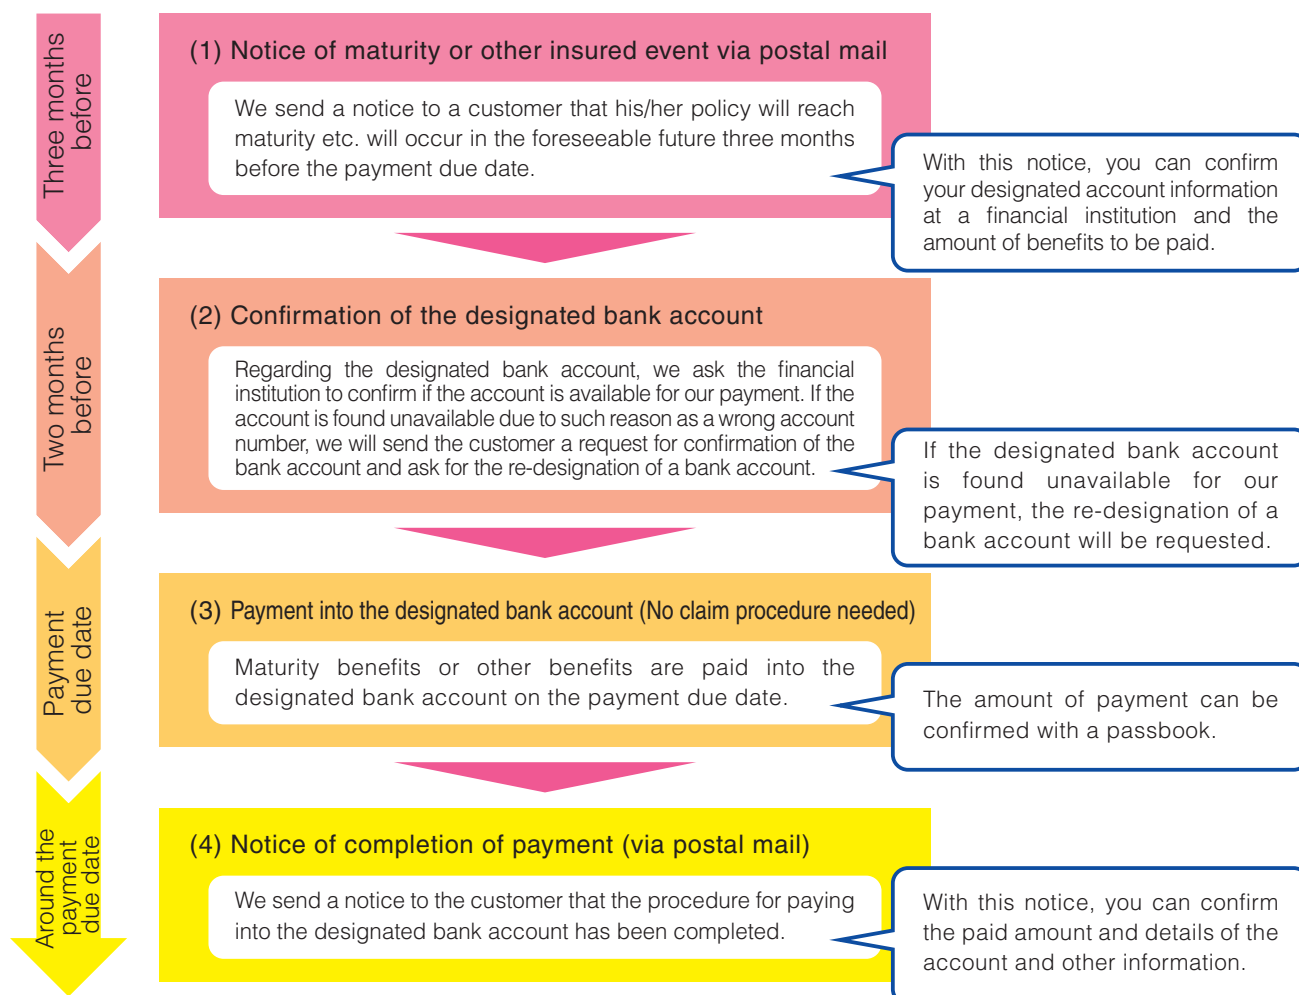 Three months
before
(1) Notice of maturity or other insured event via postal mail
We send a notice to a customer that his/her policy will reach
maturity etc. will occur in the foreseeable future three months
before the payment due date.
With this notice, you can confirm
your designated account information
at a financial institution and the
amount of benefits to be paid.
Two months
before
(2) Confirmation of the designated bank account
Regarding the designated bank account, we ask the financial
institution to confirm if the account is available for our payment. If the
account is found unavailable due to such reason as a wrong account
number, we will send the customer a request for confirmation of the
bank account and ask for the re-designation of a bank account.
If the designated bank account
is found unavailable for our
payment, the re-designation of a
bank account will be requested.
Payment
due date
(3) Payment into the designated bank account (No claim procedure needed)
Maturity benefits or other benefits are paid into the
designated bank account on the payment due date.
The amount of payment can be
confirmed with a passbook.
Around the
payment
due date
(4) Notice of completion of payment (via postal mail)
We send a notice to the customer that the procedure for paying
into the designated bank account has been completed.
With this notice, you can confirm
the paid amount and details of the
account and other information.